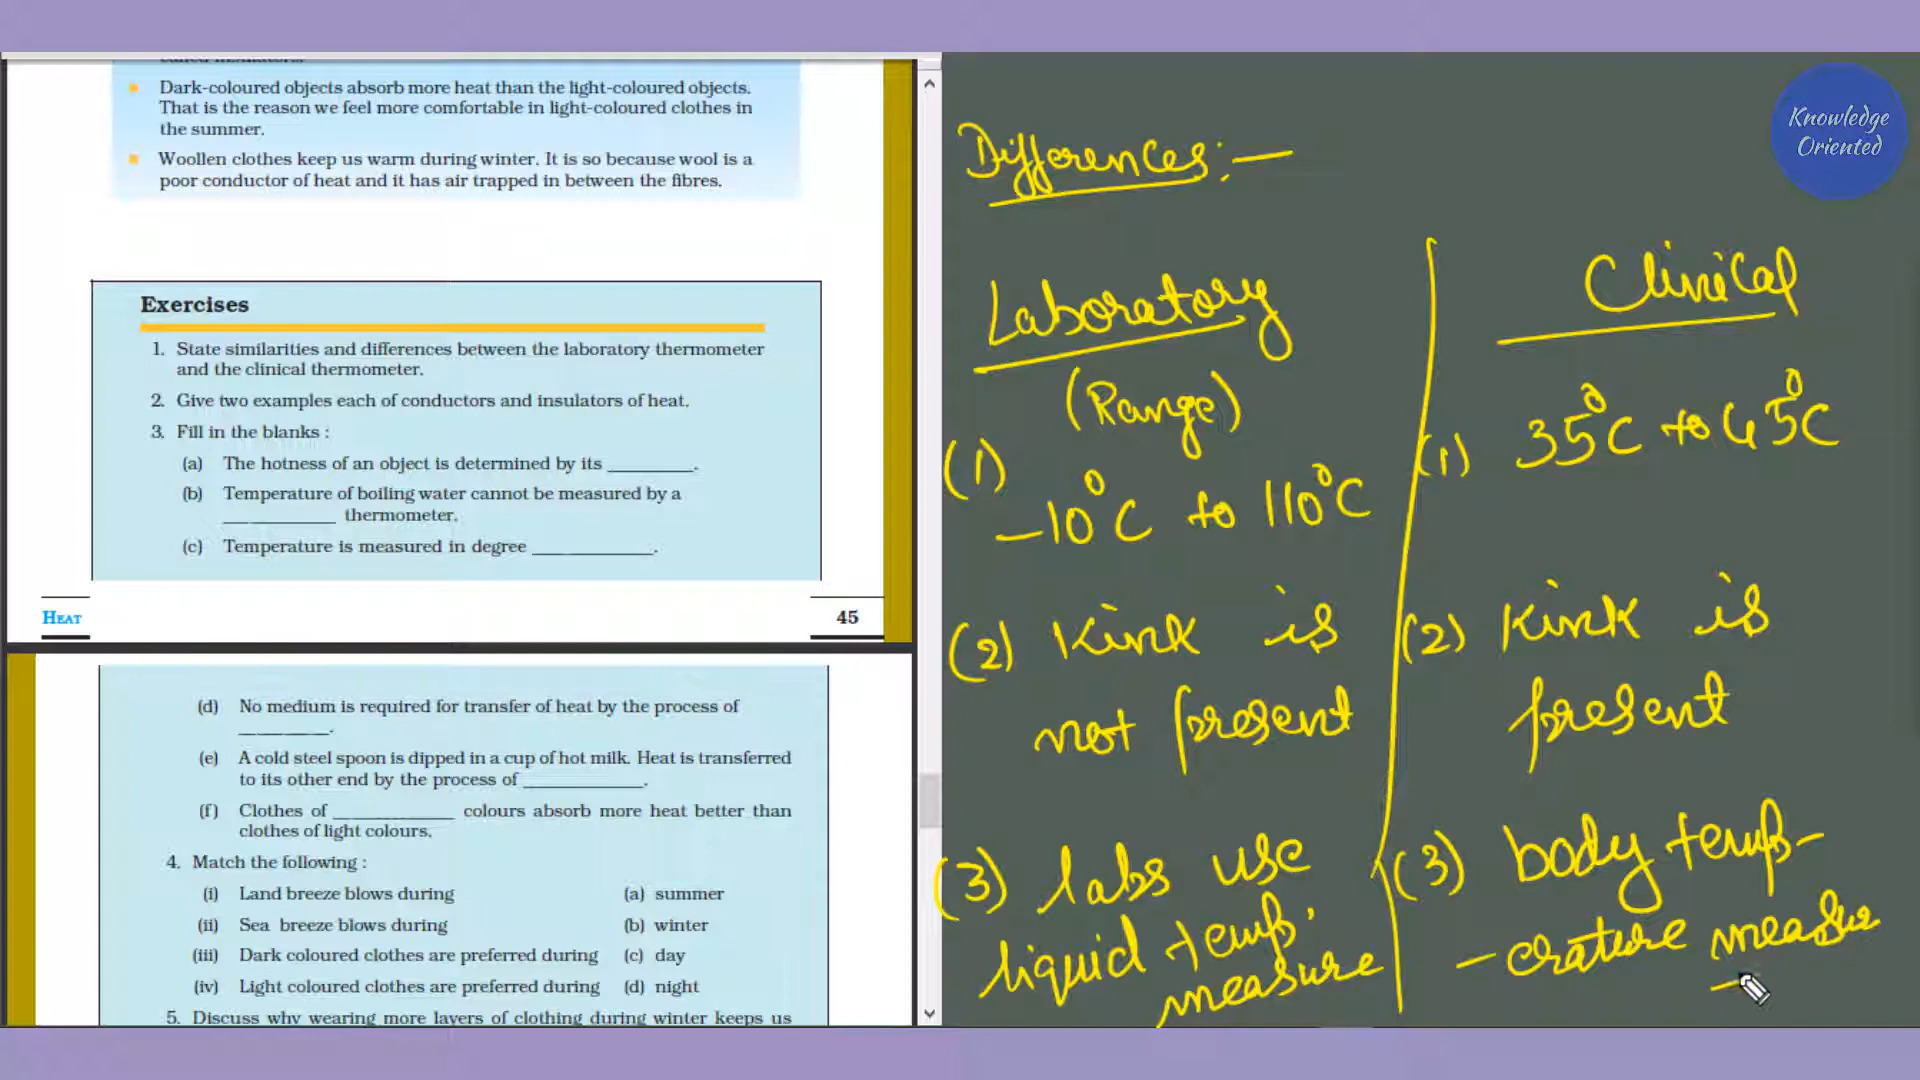 called insulators.
Dark-coloured objects absorb more heat than the light-coloured objects.
That is the reason we feel more comfortable in light-coloured clothes in
the summer.
Woollen clothes keep us warm during winter. It is so because wool is a
poor conductor of heat and it has air trapped in between the fibres.
Exercises
1. State similarities and differences between the laboratory thermometer
and the clinical thermometer.
2. Give two examples each of conductors and insulators of heat.
3. Fill in the blanks :
(a) The hotness of an object is determined by its __________.
(b) Temperature of boiling water cannot be measured by a
_____________ thermometer.
(c) Temperature is measured in degree ______________.
HEAT 45
(d) No medium is required for transfer of heat by the process of
__________.
(e) A cold steel spoon is dipped in a cup of hot milk. Heat is transferred
to its other end by the process of ______________.
(f) Clothes of ______________ colours absorb more heat better than
clothes of light colours.
4. Match the following :
(i) Land breeze blows during (a) summer
(ii) Sea breeze blows during (b) winter
(iii) Dark coloured clothes are preferred during (c) day
(iv) Light coloured clothes are preferred during (d) night
5. Discuss why wearing more layers of clothing during winter keeps us
Knowledge
Oriented
Differences:—
Laboratory
(Range)
(1)
-10°C to 110°C
(2) Kink is
not present
(3) labs use
liquid temp.
measure
Clinical
(1) 35°C to 45°C
(2) Kink is
present
(3) body temp-
-erature measur
-